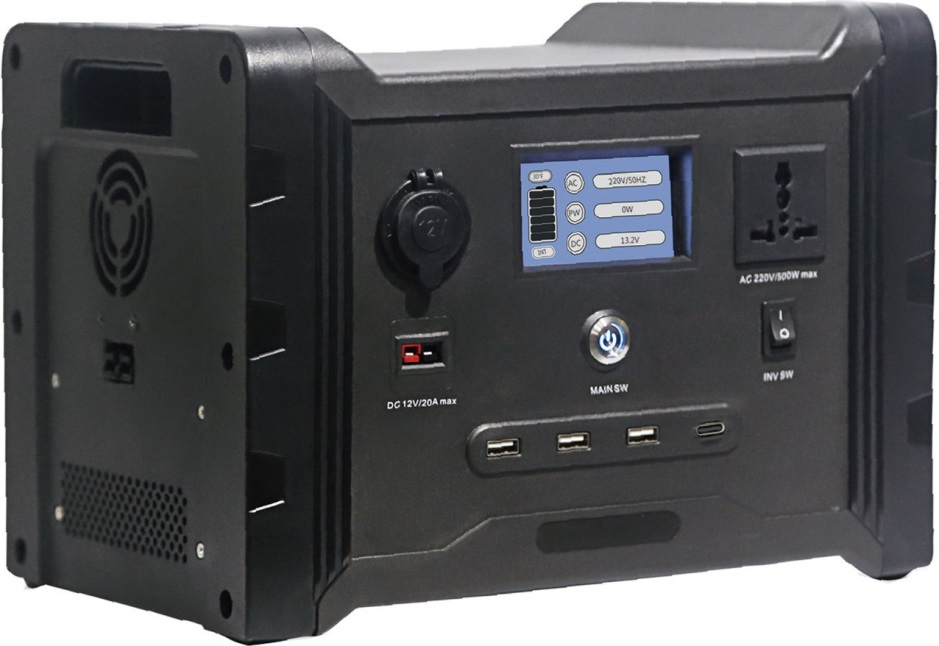 AC
220V/50HZ
PW
0W
DC
13.2V
12V
AC 220V/500W max
DC 12V/20A max
MAIN SW
INV SW